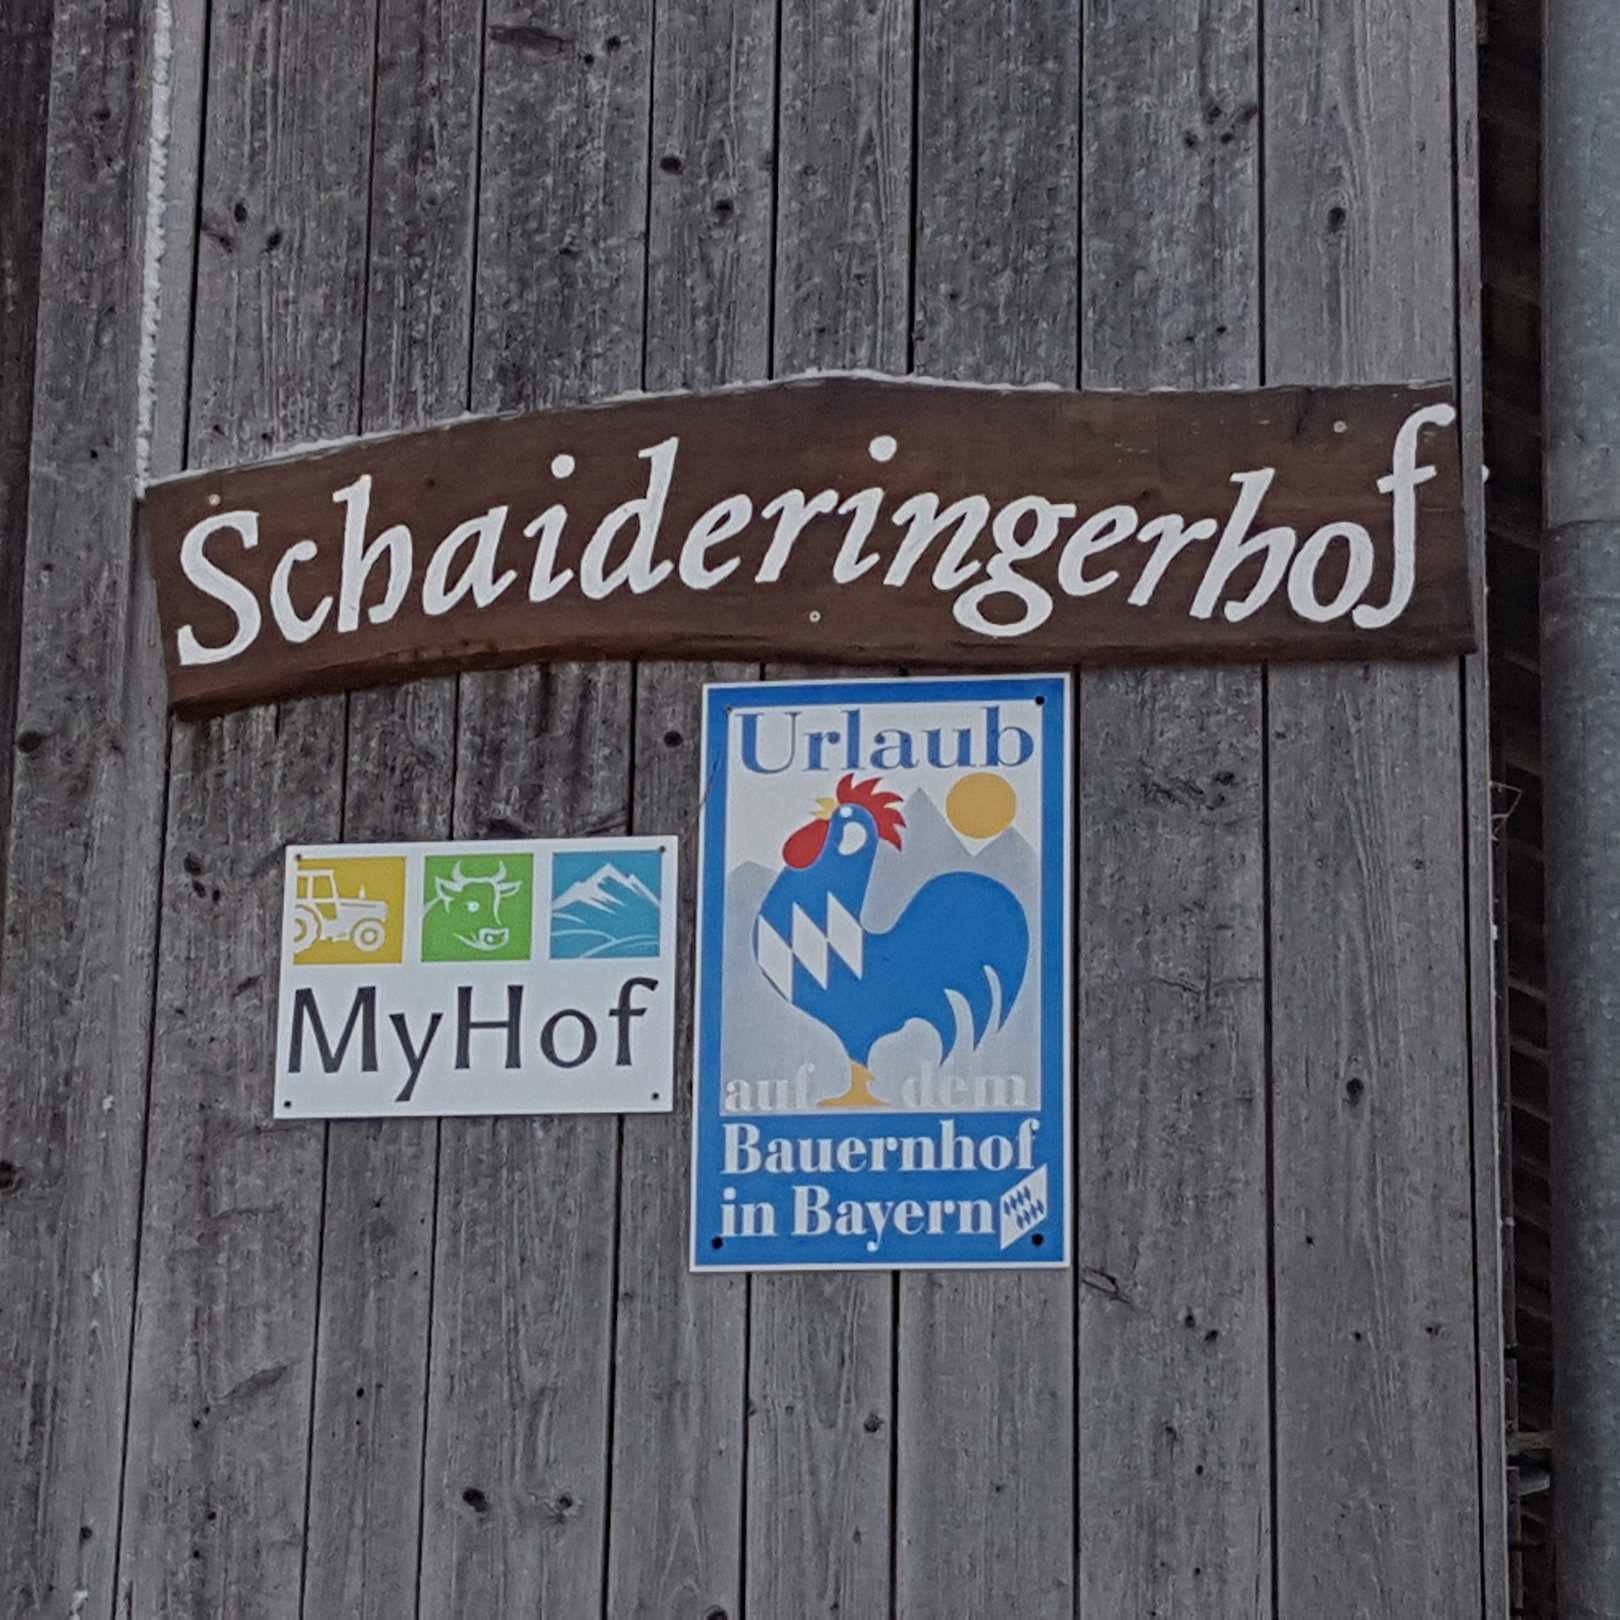 Schaideringerhof
MyHof
Urlaub
auf dem
Bauernhof
in Bayern